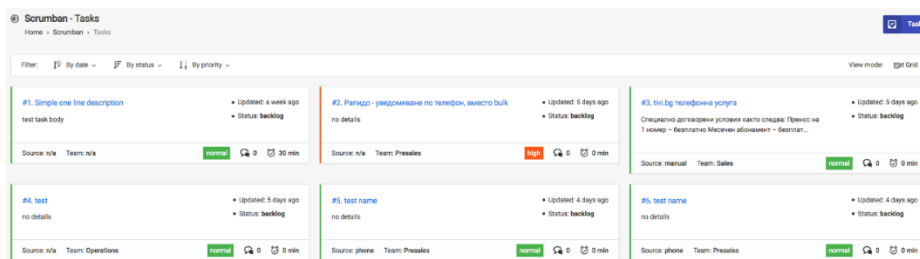 Scrumban - Tasks
Home › Scrumban › Tasks
Task
Filter: By date By status By priority
View mode: List Grid
#1. Simple one line description
• Updated: a week ago
test task body
• Status: backlog
Source: n/a Team: n/a normal 0 30 min
#2. Рапидо - уведомяване по телефон, вместо bulk
• Updated: 5 days ago
no details
• Status: backlog
Source: n/a Team: Presales high 0 0 min
#3. tivi.bg телефонна услуга
• Updated: 5 days ago
Специално договорени условия както следва: Пренос на
• Status: backlog
1 номер – безплатно Месечен абонамент – безплат...
Source: manual Team: Sales normal 0 0 min
#4. test
• Updated: 5 days ago
no details
• Status: backlog
Source: n/a Team: Operations normal 0 0 min
#5. test name
• Updated: 4 days ago
no details
• Status: backlog
Source: phone Team: Presales normal 0 0 min
#6. test name
• Updated: 4 days ago
no details
• Status: backlog
Source: phone Team: Presales normal 0 0 min